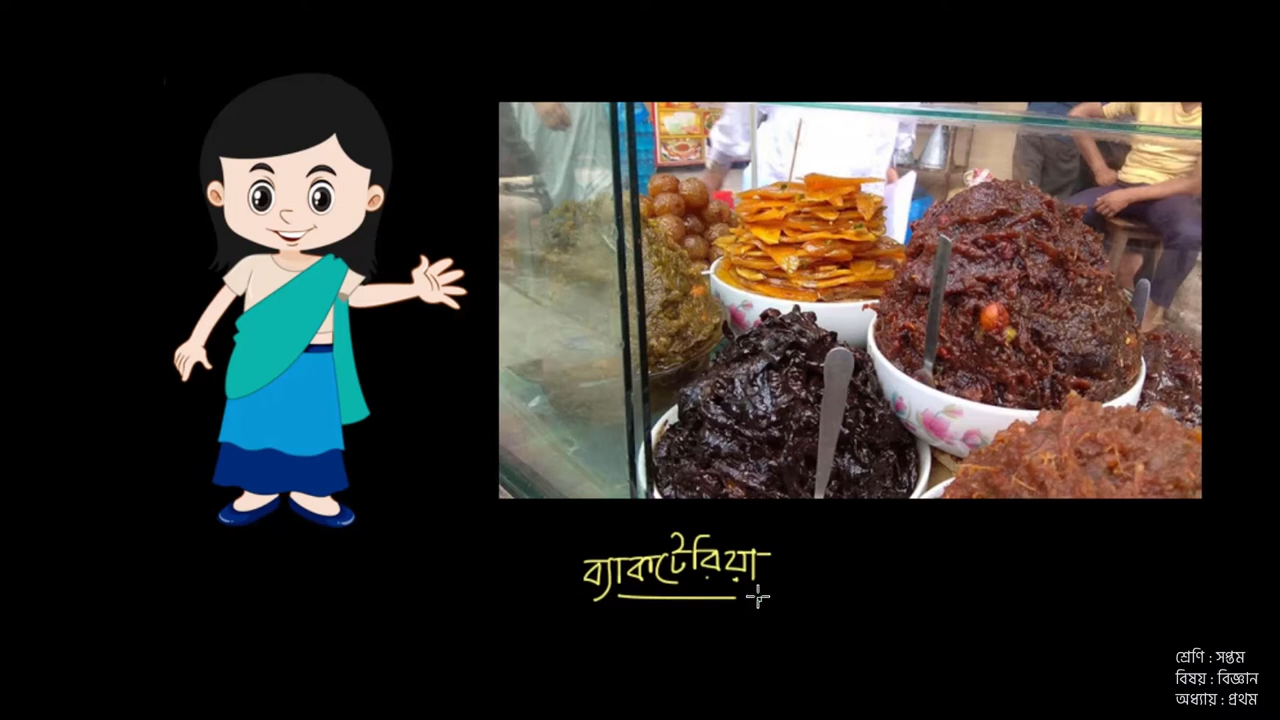 ব্যাকটেরিয়া
শ্রেণি : সপ্তম
বিষয় : বিজ্ঞান
অধ্যায় : প্রথম